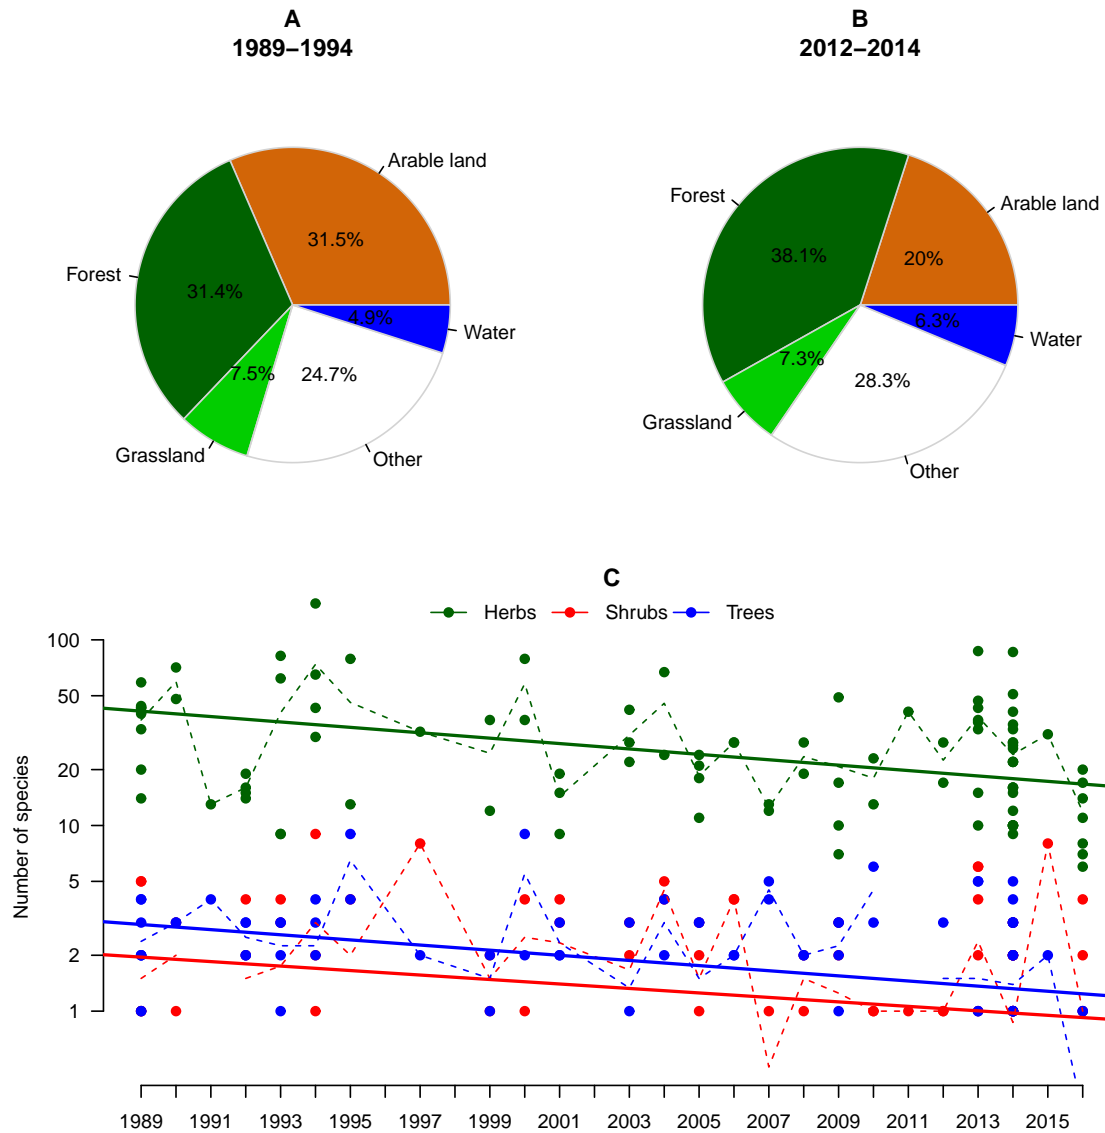 A
1989–1994
B
2012–2014
Arable land
31.5%
Forest
31.4%
7.5%
Grassland
24.7%
Other
4.9%
Water
Forest
38.1%
Arable land
20%
7.3%
Grassland
28.3%
Other
6.3%
Water
C
Herbs Shrubs Trees
Number of species
100
50
20
10
5
2
1
1989 1991 1993 1995 1997 1999 2001 2003 2005 2007 2009 2011 2013 2015